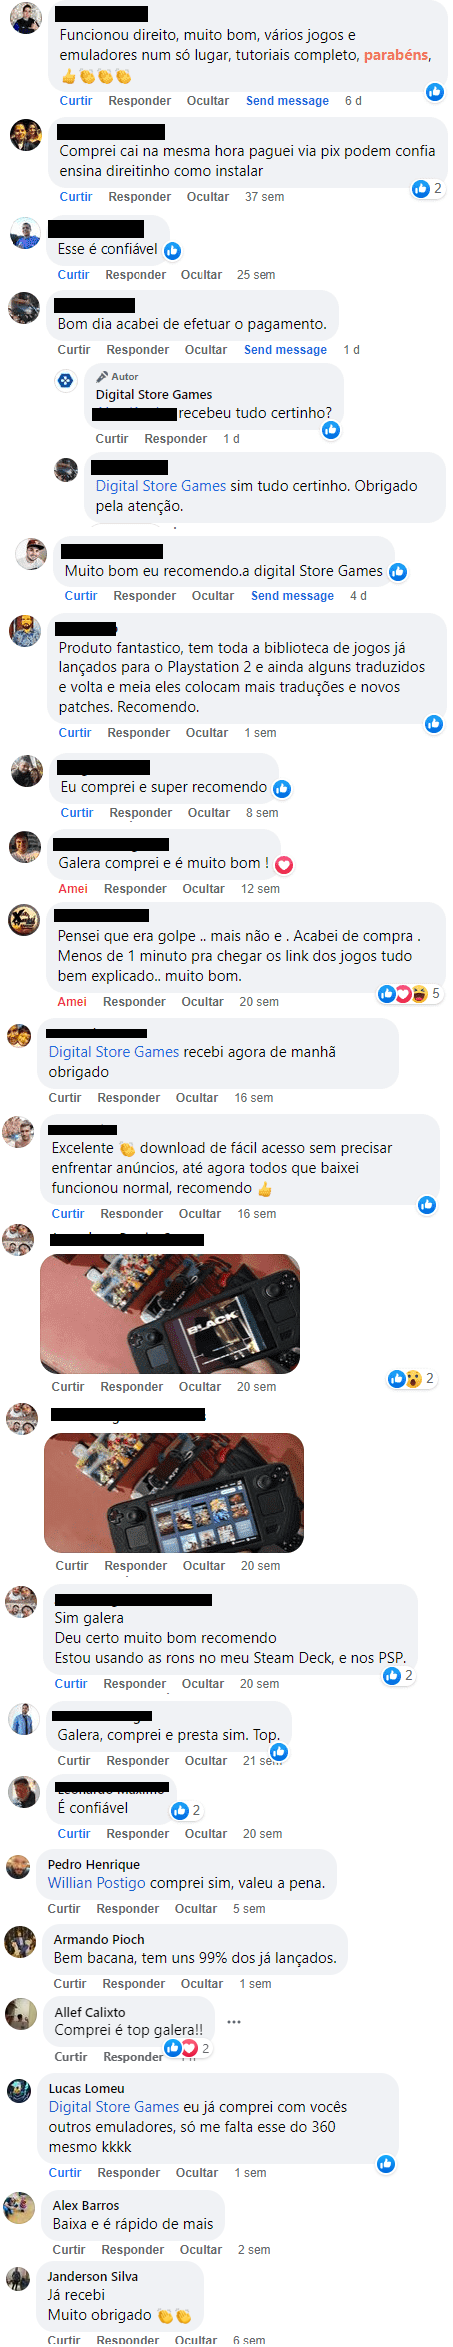 Funcionou direito, muito bom, vários jogos e
emuladores num só lugar, tutoriais completo, parabéns,
👍👏👏👏
Curtir Responder Ocultar Send message 6 d
Comprei cai na mesma hora paguei via pix podem confia
ensina direitinho como instalar
2
Curtir Responder Ocultar 37 sem
Esse é confiável
Curtir Responder Ocultar 25 sem
Bom dia acabei de efetuar o pagamento.
Curtir Responder Ocultar Send message 1 d
Autor
Digital Store Games
recebeu tudo certinho?
Curtir Responder 1 d
Digital Store Games sim tudo certinho. Obrigado
pela atenção.
Muito bom eu recomendo.a digital Store Games
Curtir Responder Ocultar Send message 4 d
Produto fantastico, tem toda a biblioteca de jogos já
lançados para o Playstation 2 e ainda alguns traduzidos
e volta e meia eles colocam mais traduções e novos
patches. Recomendo.
Curtir Responder Ocultar 1 sem
Eu comprei e super recomendo
Curtir Responder Ocultar 8 sem
Galera comprei e é muito bom !
Amei Responder Ocultar 12 sem
Pensei que era golpe .. mais não e . Acabei de compra .
Menos de 1 minuto pra chegar os link dos jogos tudo
bem explicado.. muito bom.
5
Amei Responder Ocultar 20 sem
Digital Store Games recebi agora de manhã
obrigado
Curtir Responder Ocultar 16 sem
Excelente 👏 download de fácil acesso sem precisar
enfrentar anúncios, até agora todos que baixei
funcionou normal, recomendo 👍
Curtir Responder Ocultar 16 sem
BLACK
Curtir Responder Ocultar 20 sem 2
Curtir Responder Ocultar 20 sem
Sim galera
Deu certo muito bom recomendo
Estou usando as rons no meu Steam Deck, e nos PSP.
2
Curtir Responder Ocultar 20 sem
Galera, comprei e presta sim. Top.
Curtir Responder Ocultar 21 sem
É confiável
2
Curtir Responder Ocultar 20 sem
Pedro Henrique
Willian Postigo comprei sim, valeu a pena.
Curtir Responder Ocultar 5 sem
Armando Pioch
Bem bacana, tem uns 99% dos já lançados.
Curtir Responder Ocultar 1 sem
Allef Calixto
Comprei é top galera!!
2
Curtir Responder
Lucas Lomeu
Digital Store Games eu já comprei com vocês
outros emuladores, só me falta esse do 360
mesmo kkkk
Curtir Responder Ocultar 1 sem
Alex Barros
Baixa e é rápido de mais
Curtir Responder Ocultar 2 sem
Janderson Silva
Já recebi
Muito obrigado 👏👏
Curtir Responder Ocultar 6 sem